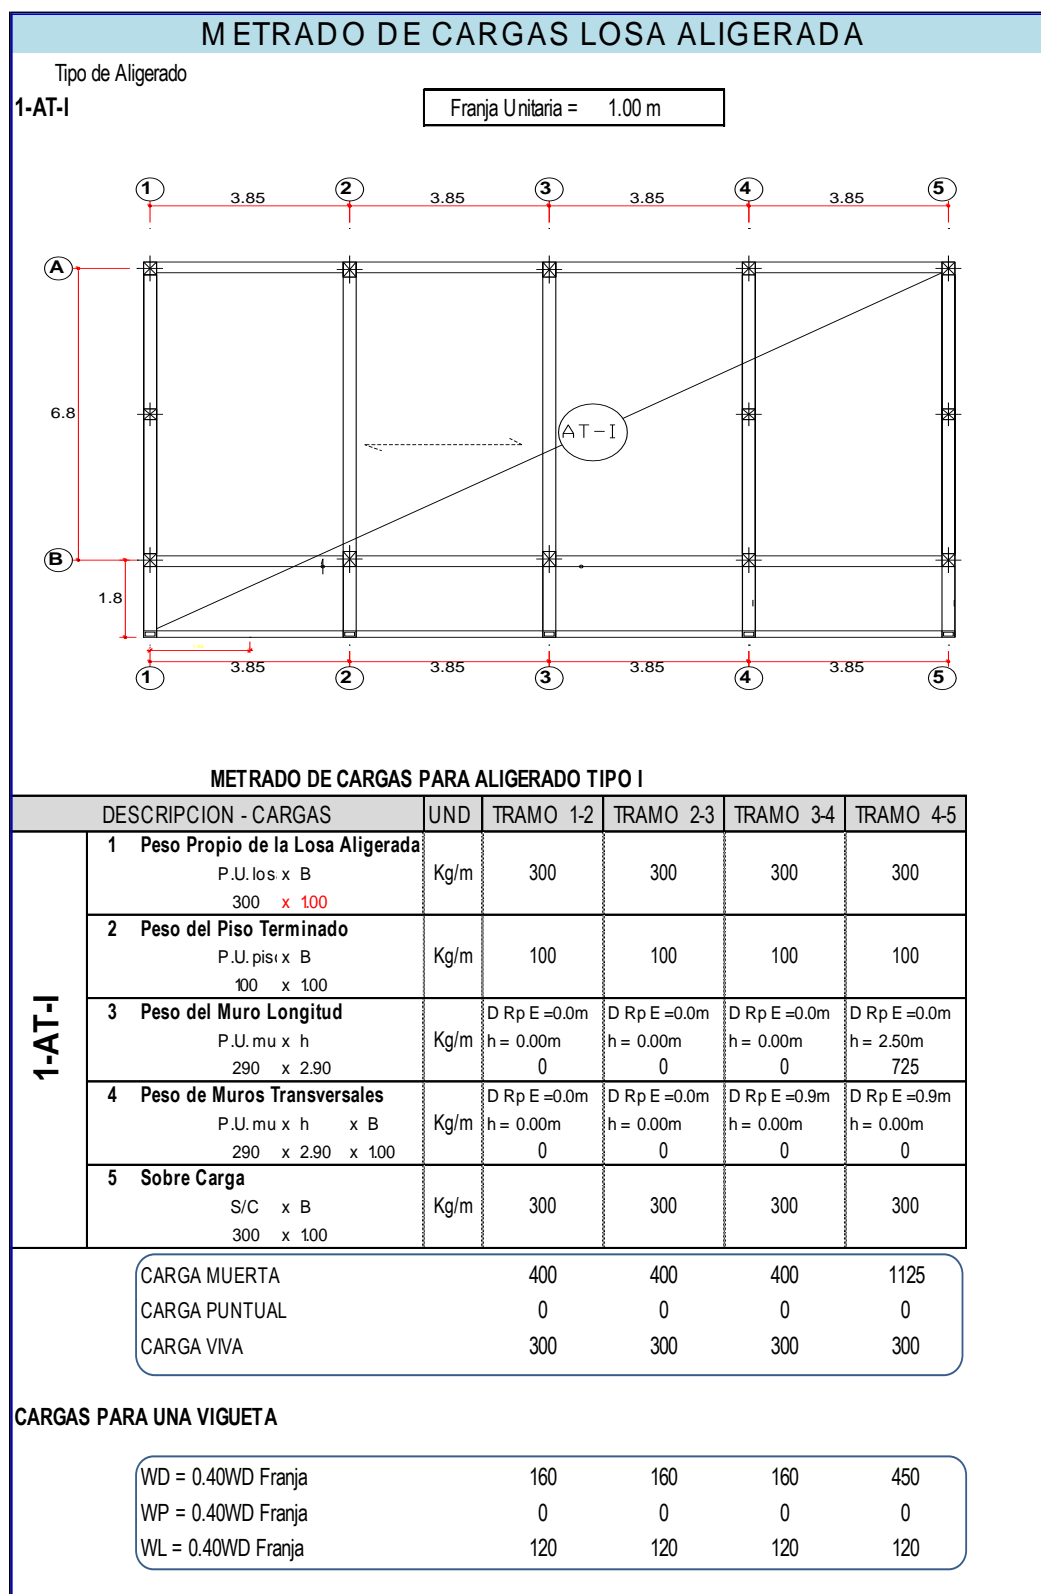 METRADO DE CARGAS LOSA ALIGERADA
Tipo de Aligerado
1-AT-I
Franja Unitaria = 1.00 m
1 2 3 4 5
3.85 3.85 3.85 3.85
A
6.8
AT-I
B
1.8
3.85 3.85 3.85 3.85
1 2 3 4 5
METRADO DE CARGAS PARA ALIGERADO TIPO I
DESCRIPCION - CARGAS UND TRAMO 1-2 TRAMO 2-3 TRAMO 3-4 TRAMO 4-5
1-AT-I
1 Peso Propio de la Losa Aligerada
P.U. los x B Kg/m 300 300 300 300
300 x 1.00
2 Peso del Piso Terminado
P.U. pis x B Kg/m 100 100 100 100
100 x 1.00
3 Peso del Muro Longitud D Rp E =0.0m D Rp E =0.0m D Rp E =0.0m D Rp E =0.0m
P.U. mu x h Kg/m h = 0.00m h = 0.00m h = 0.00m h = 2.50m
290 x 2.90 0 0 0 725
4 Peso de Muros Transversales D Rp E =0.0m D Rp E =0.0m D Rp E =0.9m D Rp E =0.9m
P.U. mu x h x B Kg/m h = 0.00m h = 0.00m h = 0.00m h = 0.00m
290 x 2.90 x 1.00 0 0 0 0
5 Sobre Carga
S/C x B Kg/m 300 300 300 300
300 x 1.00
CARGA MUERTA 400 400 400 1125
CARGA PUNTUAL 0 0 0 0
CARGA VIVA 300 300 300 300
CARGAS PARA UNA VIGUETA
WD = 0.40WD Franja 160 160 160 450
WP = 0.40WD Franja 0 0 0 0
WL = 0.40WD Franja 120 120 120 120